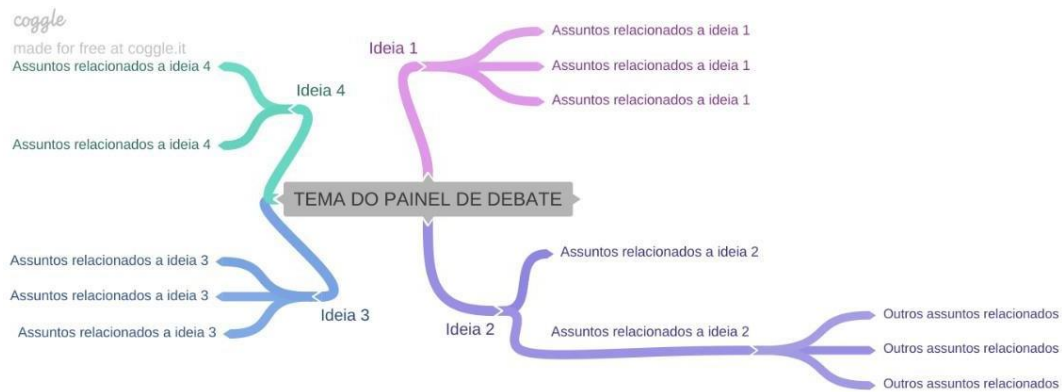 coggle
made for free at coggle.it
Assuntos relacionados a ideia 4
Ideia 4
Assuntos relacionados a ideia 4
Ideia 1
Assuntos relacionados a ideia 1
Assuntos relacionados a ideia 1
Assuntos relacionados a ideia 1
TEMA DO PAINEL DE DEBATE
Assuntos relacionados a ideia 3
Assuntos relacionados a ideia 3
Assuntos relacionados a ideia 3
Ideia 3
Ideia 2
Assuntos relacionados a ideia 2
Assuntos relacionados a ideia 2
Outros assuntos relacionados
Outros assuntos relacionados
Outros assuntos relacionados